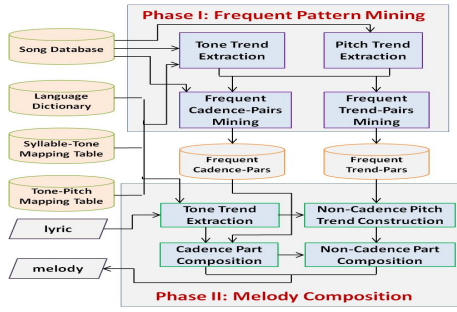 Phase I: Frequent Pattern Mining
Song Database
Tone Trend
Extraction
Pitch Trend
Extraction
Language
Dictionary
Frequent
Cadence-Pairs
Mining
Frequent
Trend-Pairs
Mining
Syllable-Tone
Mapping Table
Frequent
Cadence-Pars
Frequent
Trend-Pars
Tone-Pitch
Mapping Table
Tone Trend
Extraction
Non-Cadence Pitch
Trend Construction
lyric
Cadence Part
Composition
Non-Cadence Part
Composition
melody
Phase II: Melody Composition